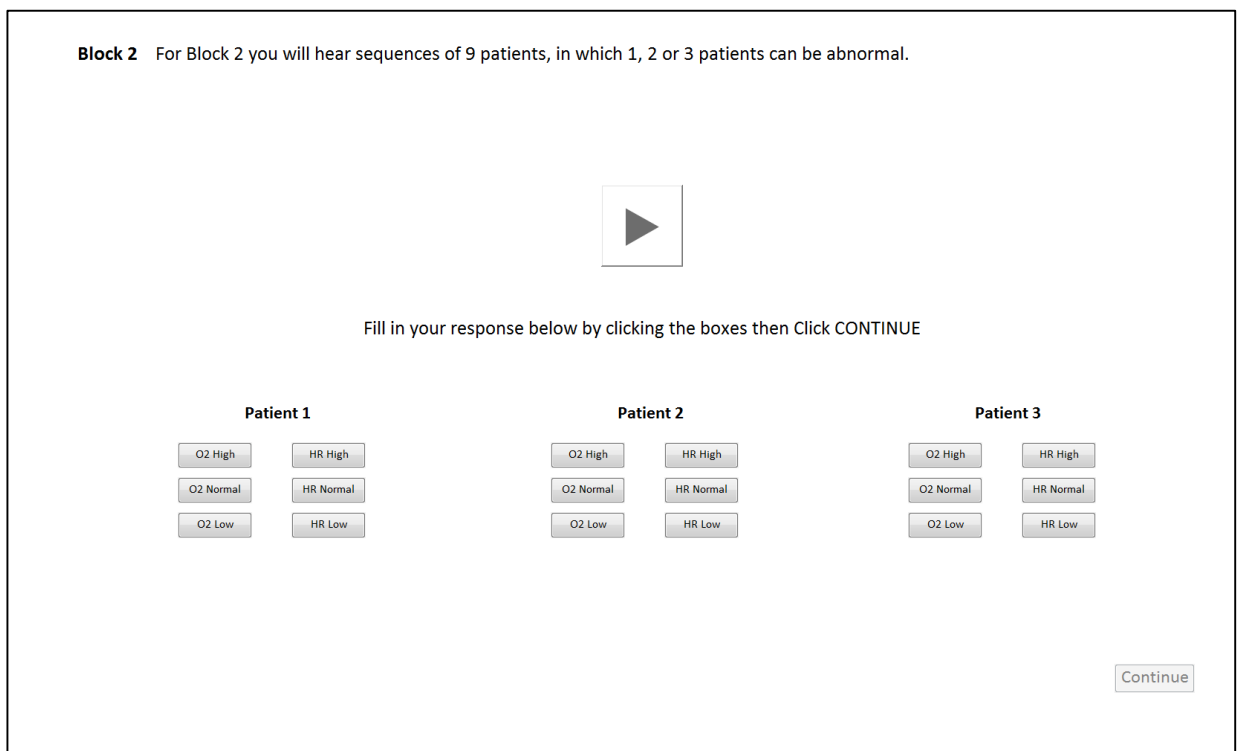 Block 2 For Block 2 you will hear sequences of 9 patients, in which 1, 2 or 3 patients can be abnormal.
Fill in your response below by clicking the boxes then Click CONTINUE
Patient 1 Patient 2 Patient 3
O2 High HR High O2 High HR High O2 High HR High
O2 Normal HR Normal O2 Normal HR Normal O2 Normal HR Normal
O2 Low HR Low O2 Low HR Low O2 Low HR Low
Continue